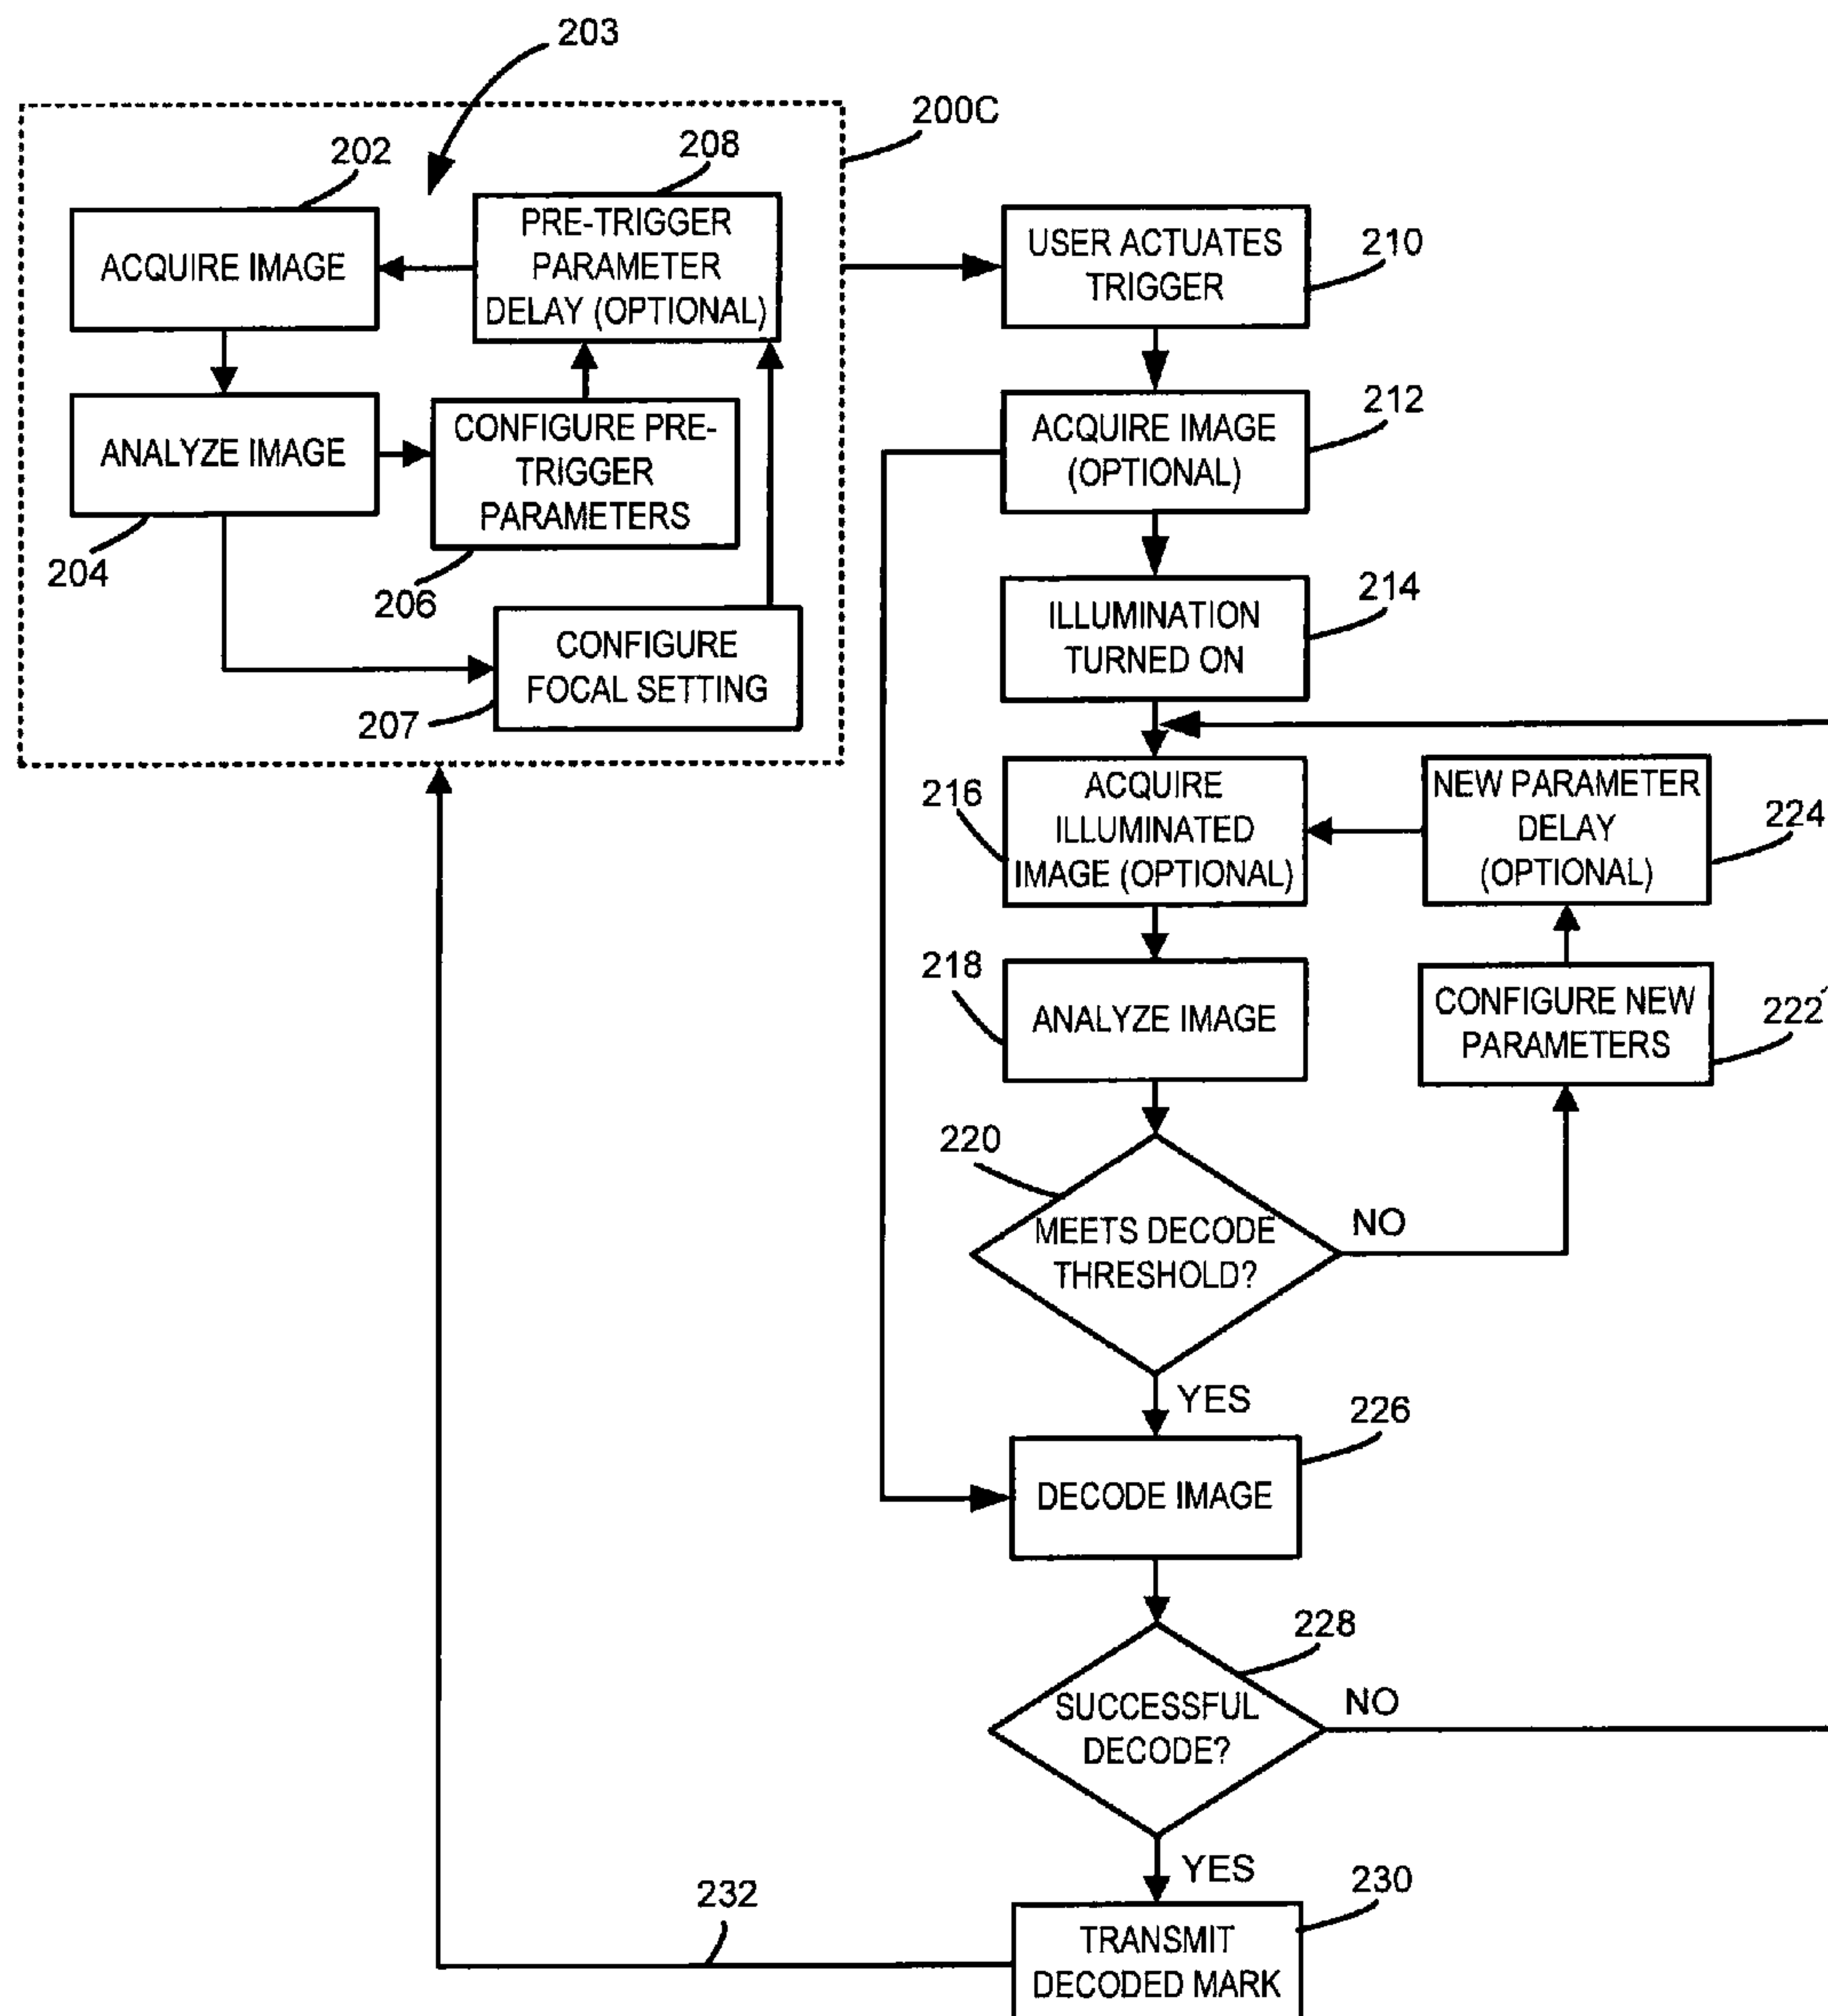 203
200C
202
208
ACQUIRE IMAGE
PRE-TRIGGER
PARAMETER
DELAY (OPTIONAL)
ANALYZE IMAGE
204
CONFIGURE PRE-
TRIGGER
PARAMETERS
206
CONFIGURE
FOCAL SETTING
207
USER ACTUATES
TRIGGER
210
ACQUIRE IMAGE
(OPTIONAL)
212
ILLUMINATION
TURNED ON
214
216
ACQUIRE
ILLUMINATED
IMAGE (OPTIONAL)
NEW PARAMETER
DELAY
(OPTIONAL)
224
218
ANALYZE IMAGE
CONFIGURE NEW
PARAMETERS
222'
220
MEETS DECODE
THRESHOLD?
NO
YES
226
DECODE IMAGE
228
SUCCESSFUL
DECODE?
NO
YES
230
TRANSMIT
DECODED MARK
232